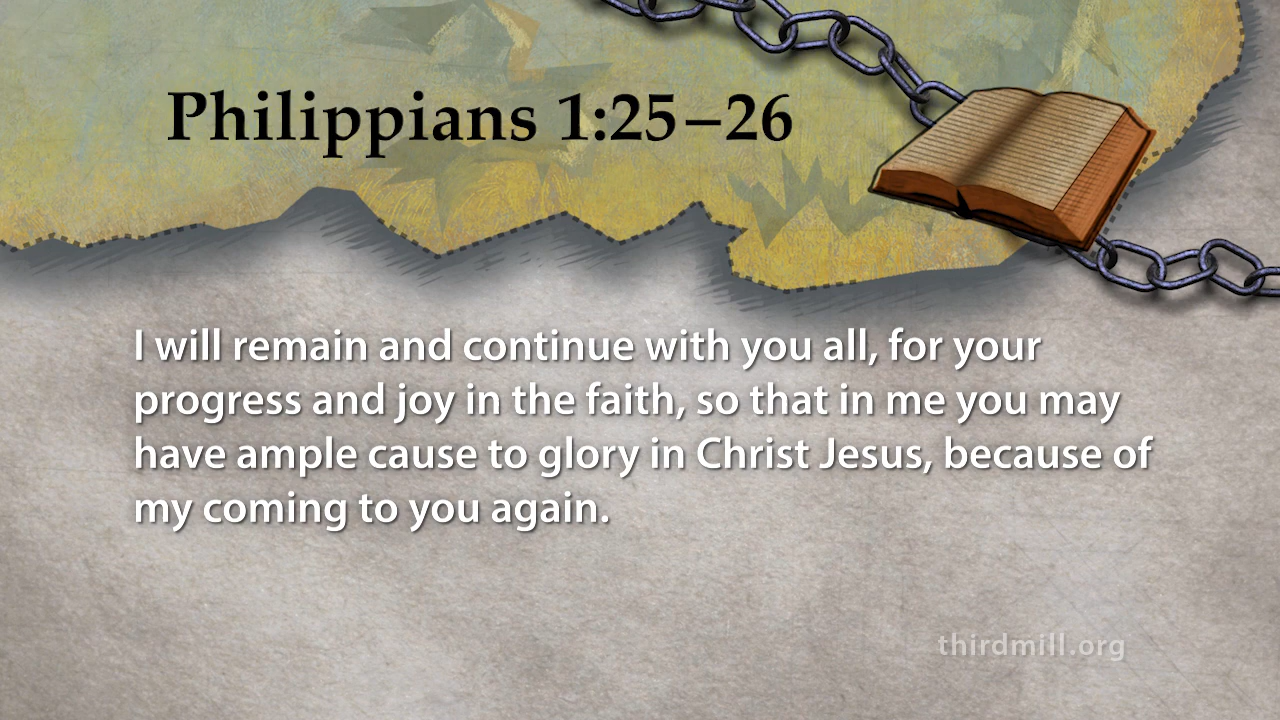 Philippians 1:25–26
I will remain and continue with you all, for your
progress and joy in the faith, so that in me you may
have ample cause to glory in Christ Jesus, because of
my coming to you again.
thirdmill.org